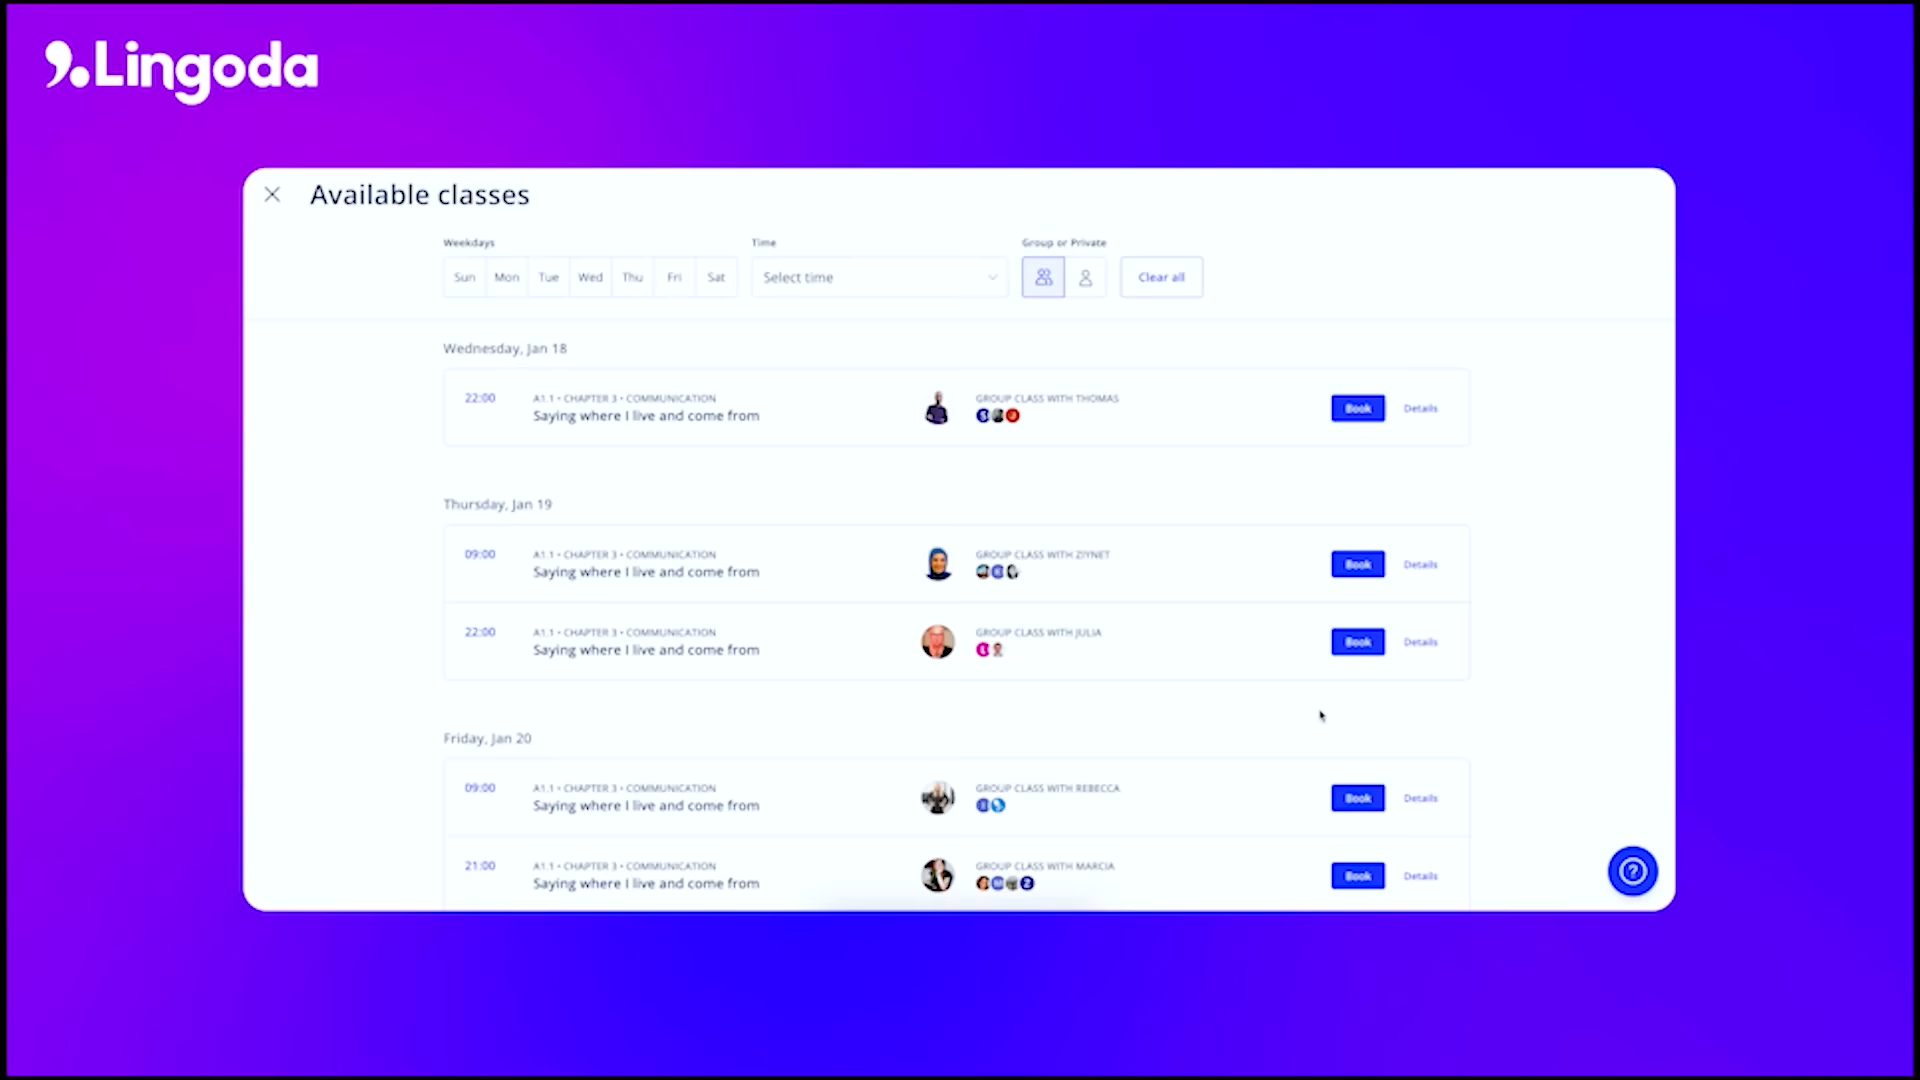 Lingoda
Available classes
Weekdays
Time
Group or Private
Sun Mon Tue Wed Thu Fri Sat
Select time
Clear all
Wednesday, Jan 18
22:00
A1.1 • CHAPTER 3 • COMMUNICATION
Saying where I live and come from
GROUP CLASS WITH THOMAS
Book
Details
Thursday, Jan 19
09:00
A1.1 • CHAPTER 3 • COMMUNICATION
Saying where I live and come from
GROUP CLASS WITH ZIYNET
Book
Details
22:00
A1.1 • CHAPTER 3 • COMMUNICATION
Saying where I live and come from
GROUP CLASS WITH JULIA
Book
Details
Friday, Jan 20
09:00
A1.1 • CHAPTER 3 • COMMUNICATION
Saying where I live and come from
GROUP CLASS WITH REBECCA
Book
Details
21:00
A1.1 • CHAPTER 3 • COMMUNICATION
Saying where I live and come from
GROUP CLASS WITH MARCIA
Book
Details